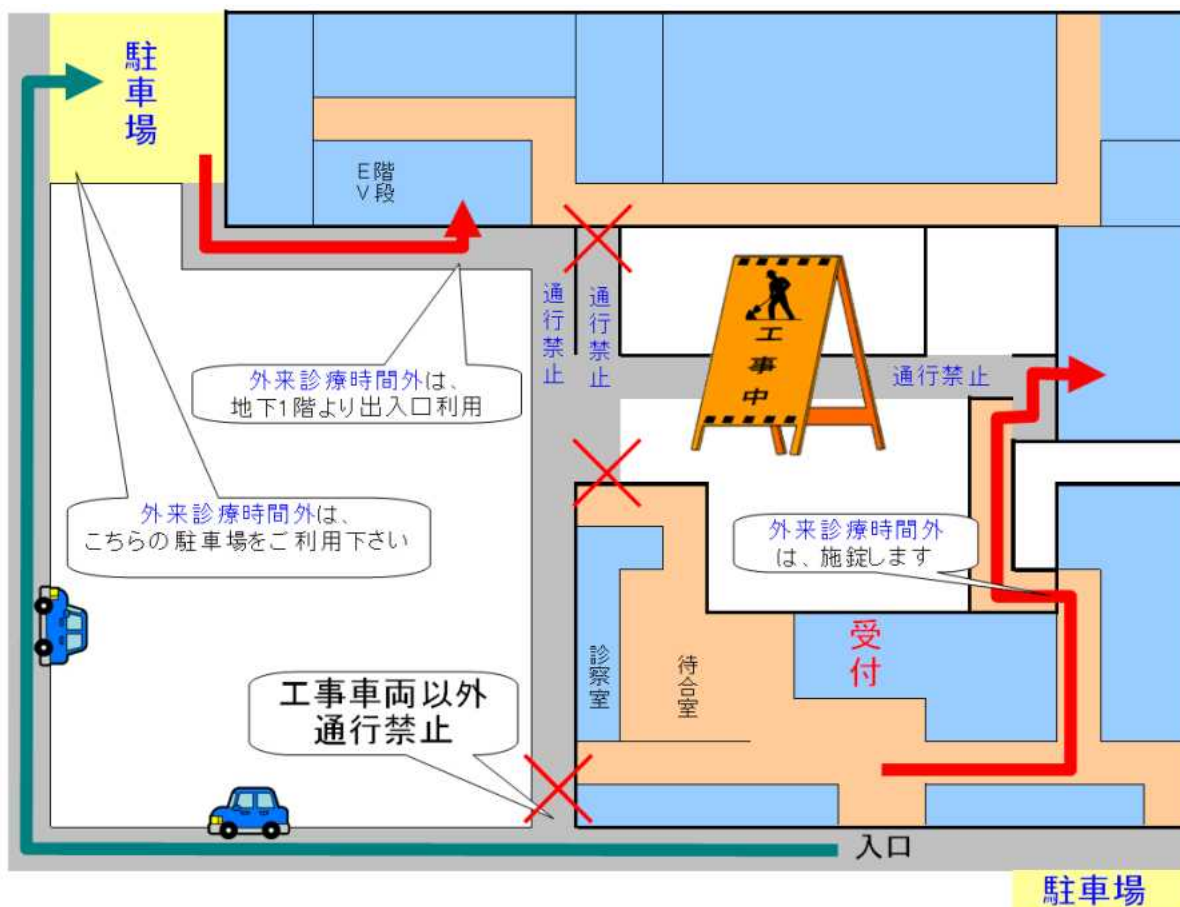 駐車場
E階
V段
通行禁止
通行禁止
工事中
通行禁止
外来診療時間外は、
地下1階より出入口利用
外来診療時間外は、
こちらの駐車場をご利用下さい
外来診療時間外
は、施錠します
受付
診察室
待合室
工事車両以外
通行禁止
入口
駐車場